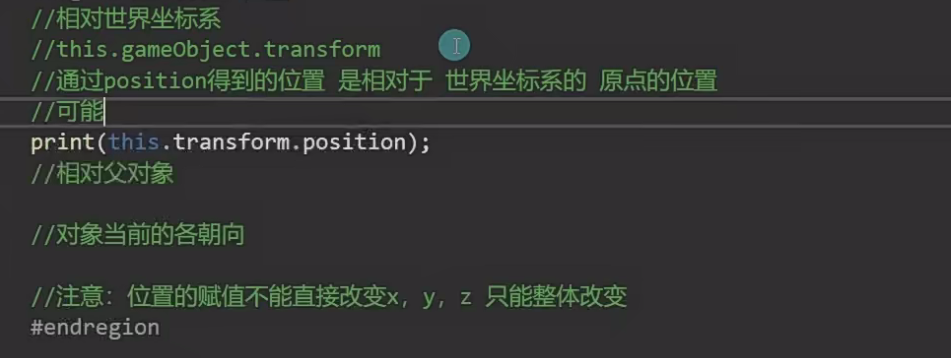 //相对世界坐标系
//this.gameObject.transform
//通过position得到的位置 是相对于 世界坐标系的 原点的位置
//可能
print(this.transform.position);
//相对父对象
//对象当前的各朝向
//注意：位置的赋值不能直接改变x，y，z 只能整体改变
#endregion